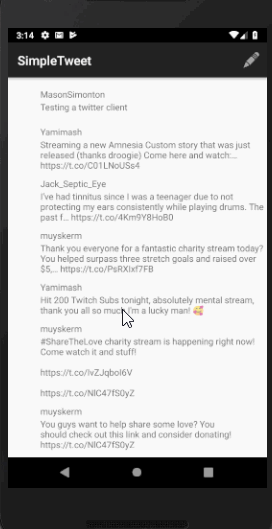 3:14
SimpleTweet
MasonSimonton
Testing a twitter client
Yamimash
Streaming a new Amnesia Custom story that was just
released (thanks droogie) Come here and watch:...
https://t.co/C01LNoUSs4
Jack_Septic_Eye
I've had tinnitus since I was a teenager due to not
protecting my ears consistently while playing drums. The
past f... https://t.co/4Km9Y8HoB0
muyskerm
Thank you everyone for a fantastic charity stream today?
You helped surpass three stretch goals and raised over
$5,... https://t.co/PsRXIxf7FB
Yamimash
Hit 200 Twitch Subs tonight, absolutely mental stream,
thank you all so much I'm a lucky man! 🥰
muyskerm
#ShareTheLove charity stream is happening right now!
Come watch it and stuff!
https://t.co/lvZJqboI6V
https://t.co/NIC47fS0yZ
muyskerm
You guys want to help share some love? You
should check out this link and consider donating!
https://t.co/NIC47fS0yZ